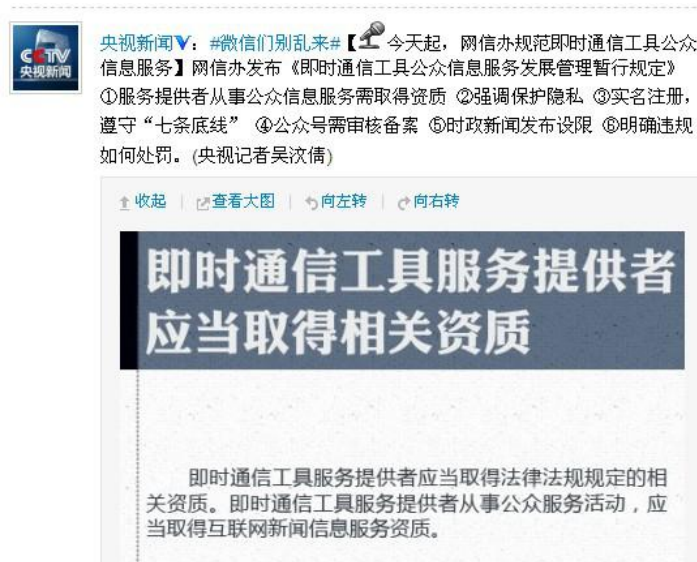 CCTV
央视新闻
央视新闻V：#微信们别乱来#【今天起，网信办规范即时通信工具公众
信息服务】网信办发布《即时通信工具公众信息服务发展管理暂行规定》
①服务提供者从事公众信息服务需取得资质 ②强调保护隐私 ③实名注册，
遵守“七条底线” ④公众号需审核备案 ⑤时政新闻发布设限 ⑥明确违规
如何处罚。(央视记者吴汶倩)
收起 | 查看大图 | 向左转 | 向右转
即时通信工具服务提供者
应当取得相关资质
即时通信工具服务提供者应当取得法律法规规定的相
关资质。即时通信工具服务提供者从事公众服务活动，应
当取得互联网新闻信息服务资质。